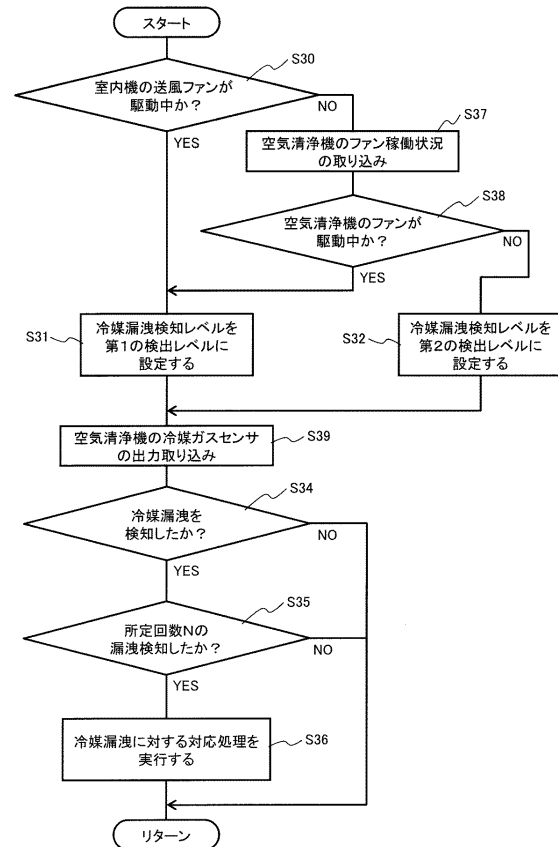 スタート
S30
室内機の送風ファンが
駆動中か?
NO
YES
S37
空気清浄機のファン稼働状況
の取り込み
S38
空気清浄機のファンが
駆動中か?
NO
YES
S31
冷媒漏洩検知レベルを
第1の検出レベルに
設定する
S32
冷媒漏洩検知レベルを
第2の検出レベルに
設定する
空気清浄機の冷媒ガスセンサ
の出力取り込み
S39
S34
冷媒漏洩を
検知したか?
NO
YES
S35
所定回数Nの
漏洩検知したか?
NO
YES
冷媒漏洩に対する対応処理を
実行する
S36
リターン